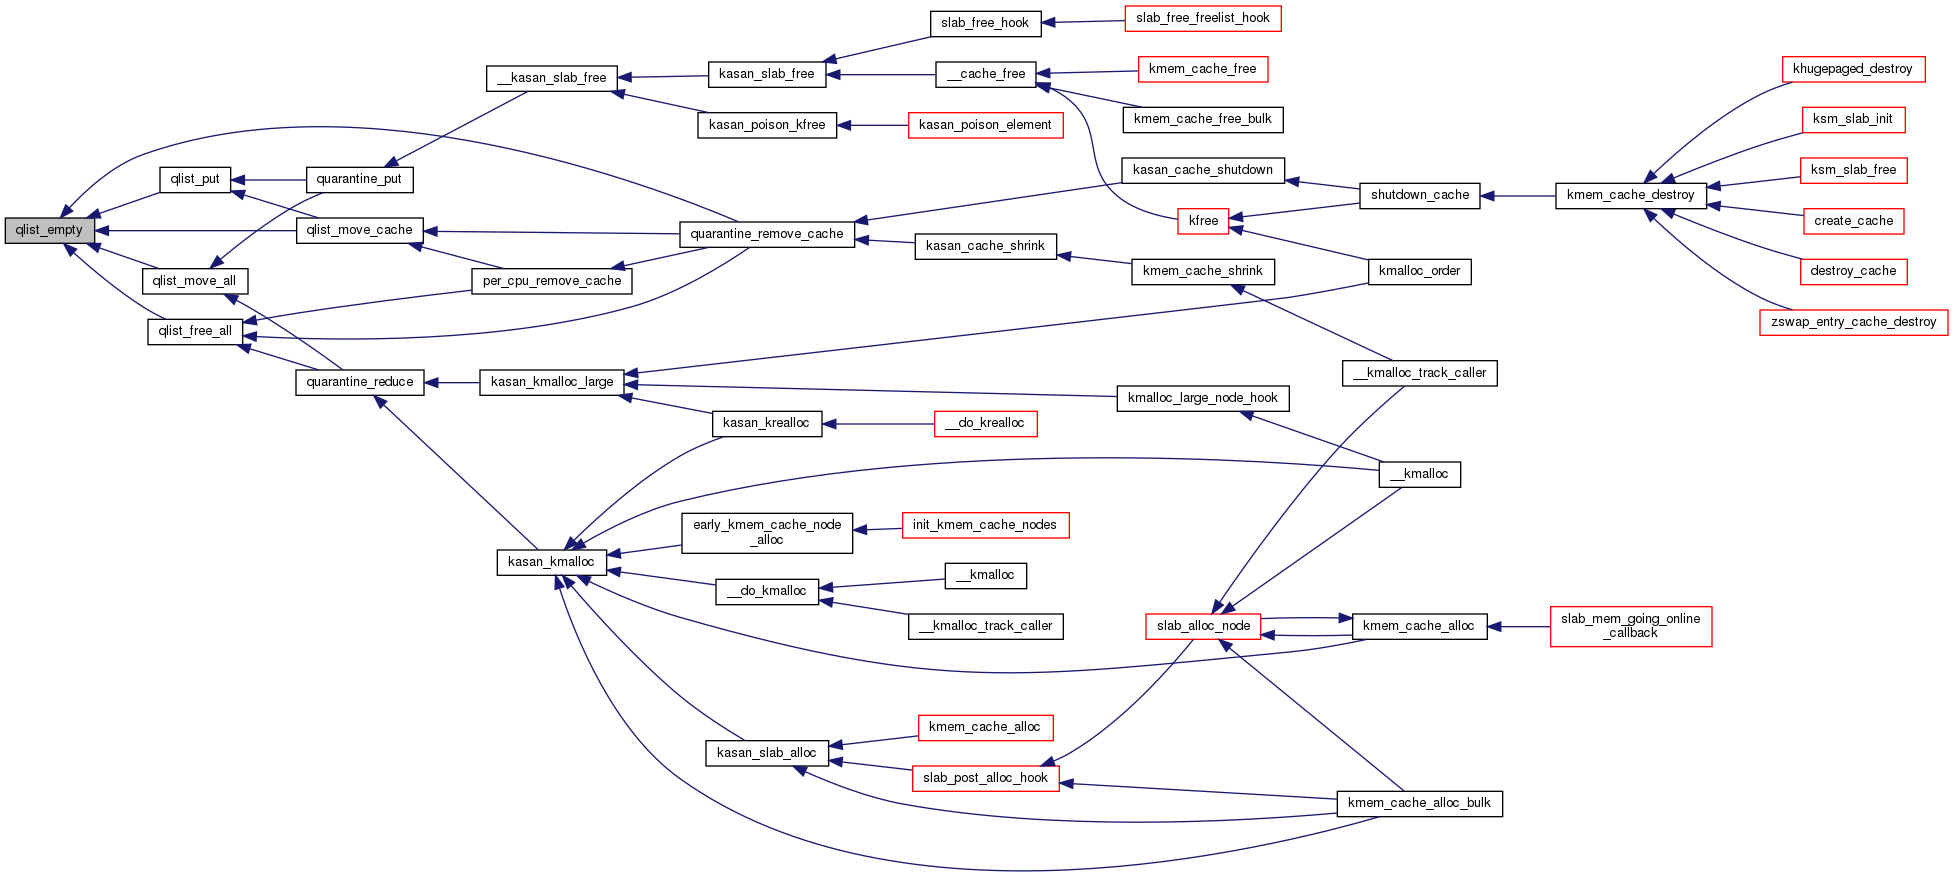 slab_free_hook
slab_free_freelist_hook
__kasan_slab_free
kasan_slab_free
__cache_free
kmem_cache_free
khugepaged_destroy
kasan_poison_kfree
kasan_poison_element
kmem_cache_free_bulk
ksm_slab_init
qlist_put
quarantine_put
kasan_cache_shutdown
ksm_slab_free
shutdown_cache
kmem_cache_destroy
qlist_empty
qlist_move_cache
quarantine_remove_cache
kfree
create_cache
kasan_cache_shrink
qlist_move_all
per_cpu_remove_cache
kmem_cache_shrink
kmalloc_order
destroy_cache
qlist_free_all
zswap_entry_cache_destroy
quarantine_reduce
kasan_kmalloc_large
__kmalloc_track_caller
kmalloc_large_node_hook
kasan_krealloc
__do_krealloc
__kmalloc
early_kmem_cache_node
_alloc
init_kmem_cache_nodes
kasan_kmalloc
__do_kmalloc
__kmalloc
__kmalloc_track_caller
slab_alloc_node
kmem_cache_alloc
slab_mem_going_online
_callback
kasan_slab_alloc
kmem_cache_alloc
slab_post_alloc_hook
kmem_cache_alloc_bulk